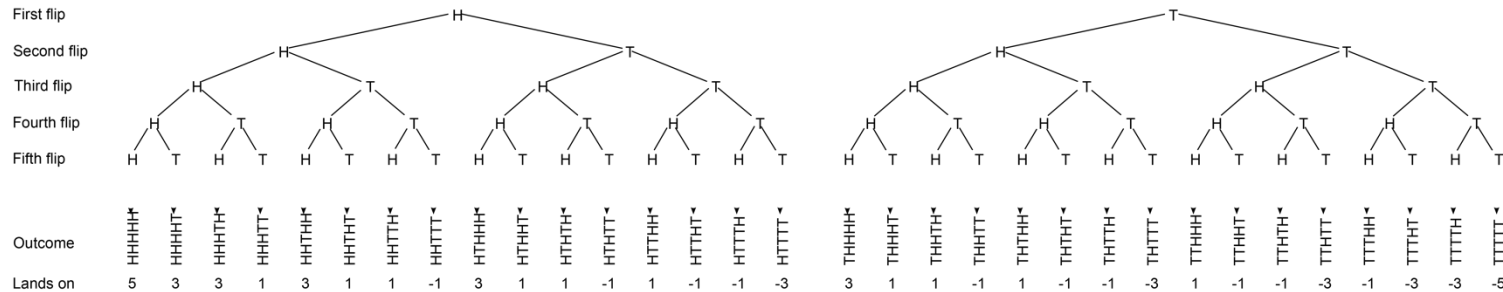 First flip H T
Second flip H T H T
Third flip H T H T H T H T
Fourth flip H T H T H T H T H T H T H T H T
Fifth flip H T H T H T H T H T H T H T H T H T H T H T H T H T H T H T H T
Outcome HHHHH HHHHT HHHTH HHHTT HHTHH HHTHT HHTTH HHTTT HTHHH HTHHT HTHTH HTHTT HTTHH HTTHT HTTTH HTTTT THHHH THHHT THHTH THHTT THTHH THTHT THTTH THTTT TTHHH TTHHT TTHTH TTHTT TTTHH TTTHT TTTTH TTTTT
Lands on 5 3 3 1 3 1 1 -1 3 1 1 -1 1 -1 -1 -3 3 1 1 -1 1 -1 -1 -3 1 -1 -1 -3 -1 -3 -3 -5